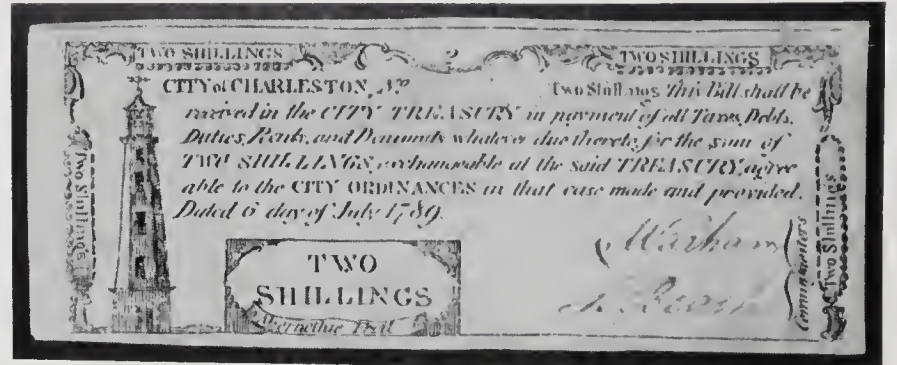 TWO SHILLINGS
2
TWO SHILLINGS
CITY of CHARLESTON, No Two Shillings This Bill shall be
received in the CITY TREASURY in payment of all Taxes, Debts,
Duties, Rents, and Demands whatever due thereto, for the sum of
TWO SHILLINGS, exchangeable at the said TREASURY, agree
able to the CITY ORDINANCES in that case made and provided.
Dated 6 day of July 1789.
Two Shillings
TWO
SHILLINGS
Abernethie
Commissioners
Two Shillings